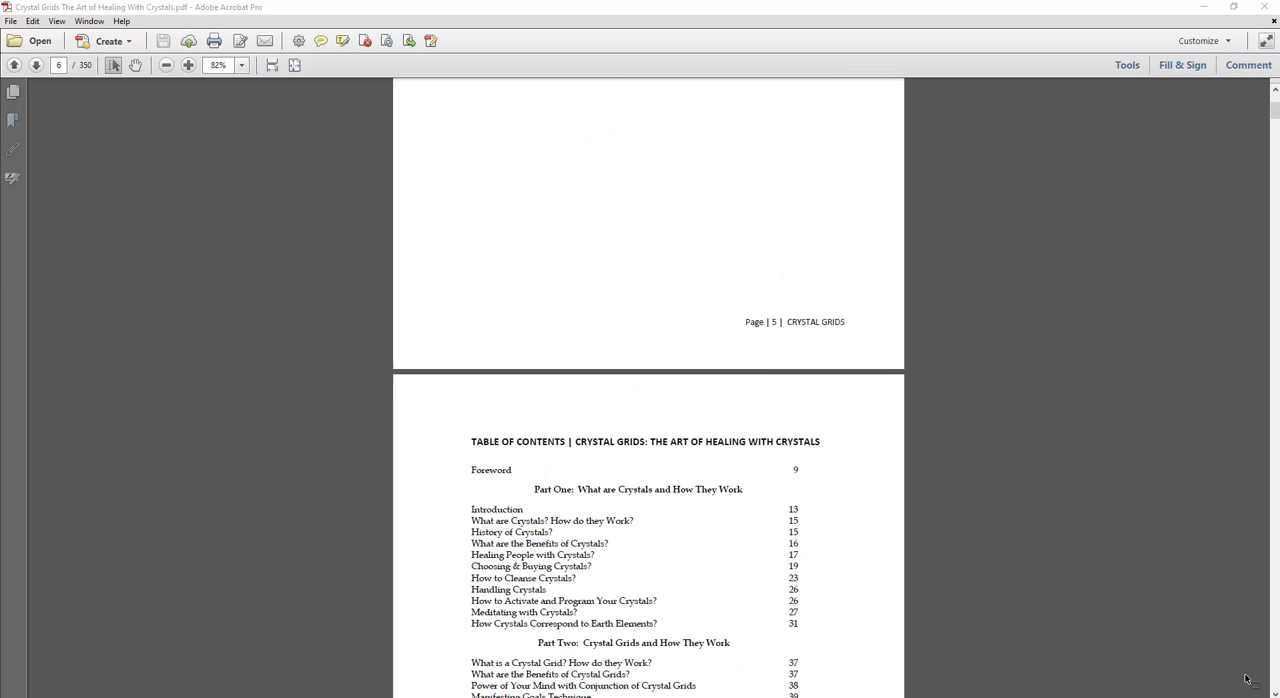 Crystal Grids The Art of Healing With Crystals.pdf - Adobe Acrobat Pro
File Edit View Window Help
Open Create Customize
6 / 350 82% Tools Fill & Sign Comment
Page | 5 | CRYSTAL GRIDS
TABLE OF CONTENTS | CRYSTAL GRIDS: THE ART OF HEALING WITH CRYSTALS
Foreword 9
Part One: What are Crystals and How They Work
Introduction 13
What are Crystals? How do they Work? 15
History of Crystals? 15
What are the Benefits of Crystals? 16
Healing People with Crystals? 17
Choosing & Buying Crystals? 19
How to Cleanse Crystals? 23
Handling Crystals 26
How to Activate and Program Your Crystals? 26
Meditating with Crystals? 27
How Crystals Correspond to Earth Elements? 31
Part Two: Crystal Grids and How They Work
What is a Crystal Grid? How do they Work? 37
What are the Benefits of Crystal Grids? 37
Power of Your Mind with Conjunction of Crystal Grids 38
Manifesting Goals Technique 39